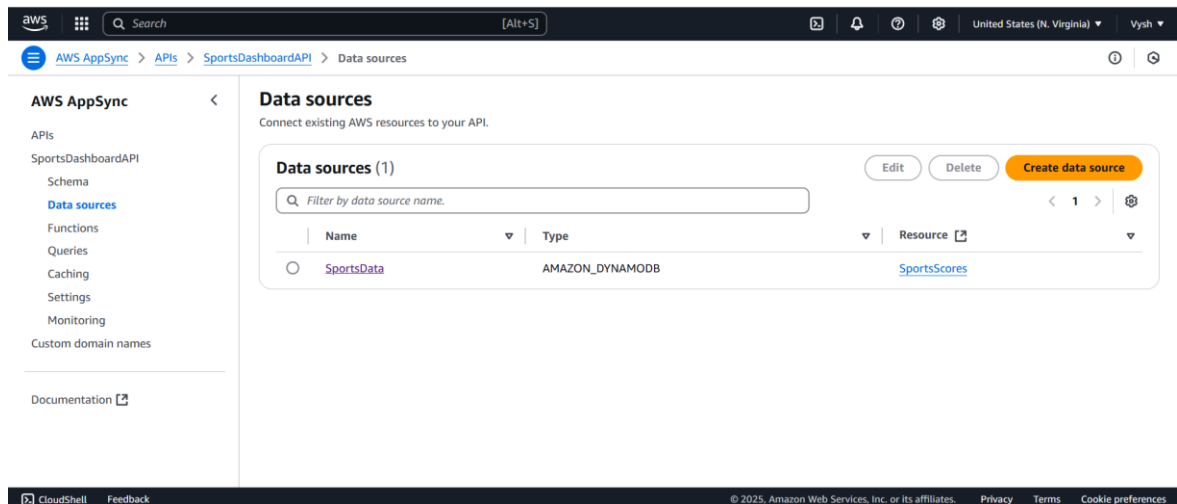 aws Search [Alt+S] United States (N. Virginia) Vysh
AWS AppSync > APIs > SportsDashboardAPI > Data sources
AWS AppSync
APIs
SportsDashboardAPI
Schema
Data sources
Functions
Queries
Caching
Settings
Monitoring
Custom domain names
Documentation
Data sources
Connect existing AWS resources to your API.
Data sources (1) Edit Delete Create data source
Filter by data source name. < 1 >
Name Type Resource
SportsData AMAZON_DYNAMODB SportsScores
CloudShell Feedback © 2025, Amazon Web Services, Inc. or its affiliates. Privacy Terms Cookie preferences